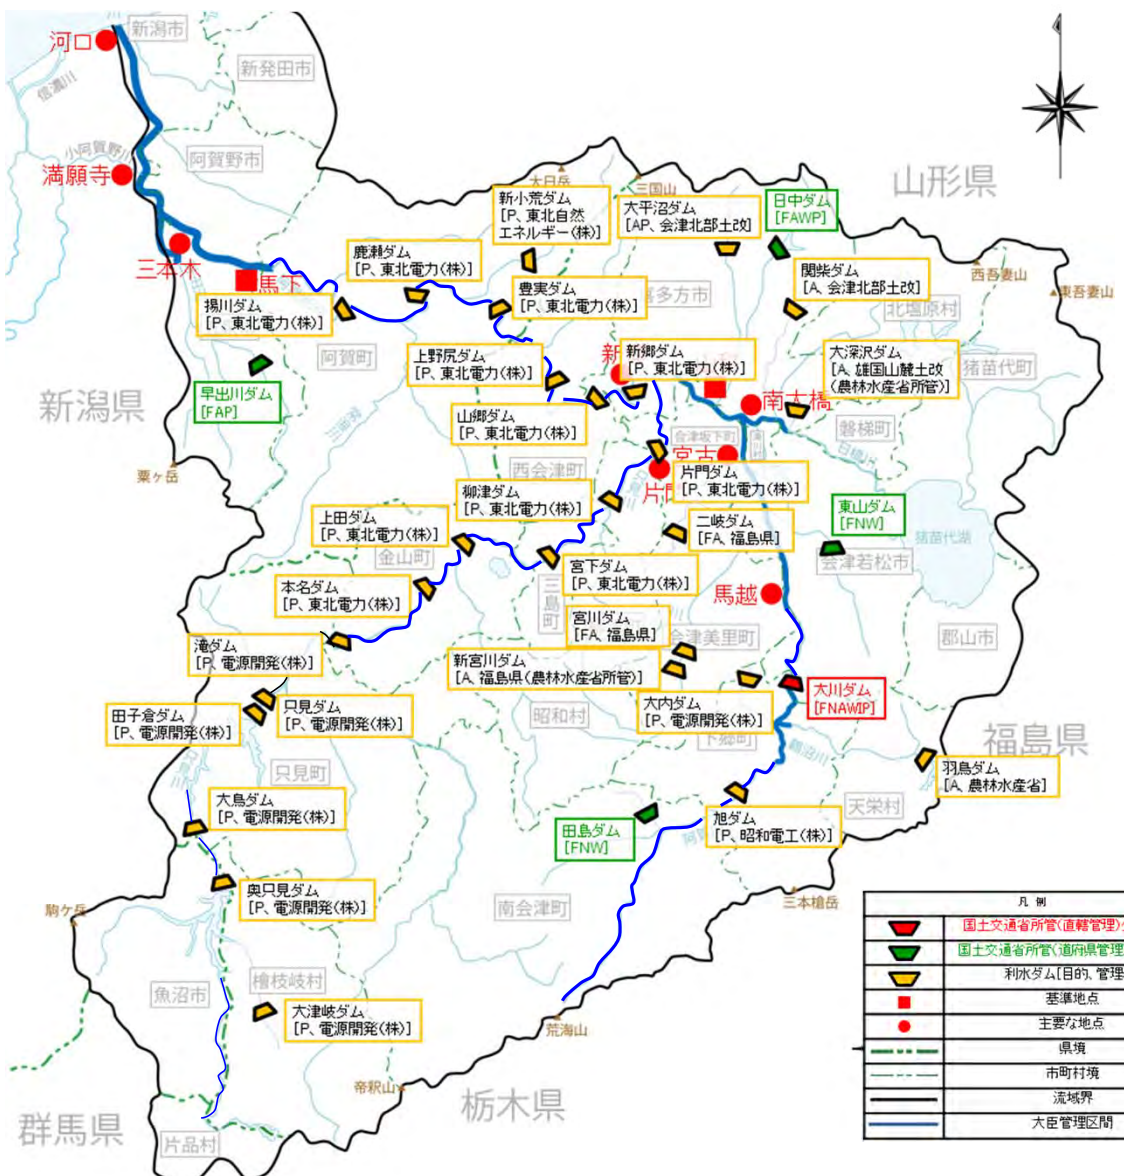 河口
新潟市
新発田市
信濃川
小阿賀野川
阿賀野市
満願寺
三本木
馬下
大日岳
三国山
山形県
新小荒ダム
[P、東北自然
エネルギー(株)]
大平沼ダム
[AP、会津北部土改]
日中ダム
[FAWP]
鹿瀬ダム
[P、東北電力(株)]
豊実ダム
[P、東北電力(株)]
喜多方市
関柴ダム
[A、会津北部土改]
西吾妻山
東吾妻山
北塩原村
揚川ダム
[P、東北電力(株)]
阿賀町
上野尻ダム
[P、東北電力(株)]
新郷ダム
[P、東北電力(株)]
大深沢ダム
[A、雄国山麓土改
(農林水産省所管)]
猪苗代町
早出川ダム
[FAP]
新潟県
山郷ダム
[P、東北電力(株)]
南大橋
磐梯町
会津坂下町
宮古
日橋川
粟ヶ岳
西会津町
片門ダム
[P、東北電力(株)]
柳津ダム
[P、東北電力(株)]
上田ダム
[P、東北電力(株)]
二岐ダム
[FA、福島県]
東山ダム
[FNW]
猪苗代湖
会津若松市
金山町
宮下ダム
[P、東北電力(株)]
三島町
本名ダム
[P、東北電力(株)]
馬越
宮川ダム
[FA、福島県]
会津美里町
郡山市
滝ダム
[P、電源開発(株)]
新宮川ダム
[A、福島県(農林水産省所管)]
大川ダム
[FNAWIP]
只見ダム
[P、電源開発(株)]
田子倉ダム
[P、電源開発(株)]
昭和村
大内ダム
[P、電源開発(株)]
下郷町
鶴沼川
福島県
只見町
羽鳥ダム
[A、農林水産省]
大鳥ダム
[P、電源開発(株)]
天栄村
田島ダム
[FNW]
旭ダム
[P、昭和電工(株)]
奥只見ダム
[P、電源開発(株)]
南会津町
三本槍岳
駒ケ岳
魚沼市
檜枝岐村
大津岐ダム
[P、電源開発(株)]
荒海山
帝釈山
栃木県
群馬県
片品村
凡例
国土交通省所管(直轄管理)
国土交通省所管(道府県管理
利水ダム[目的、管理
基準地点
主要な地点
県境
市町村境
流域界
大臣管理区間